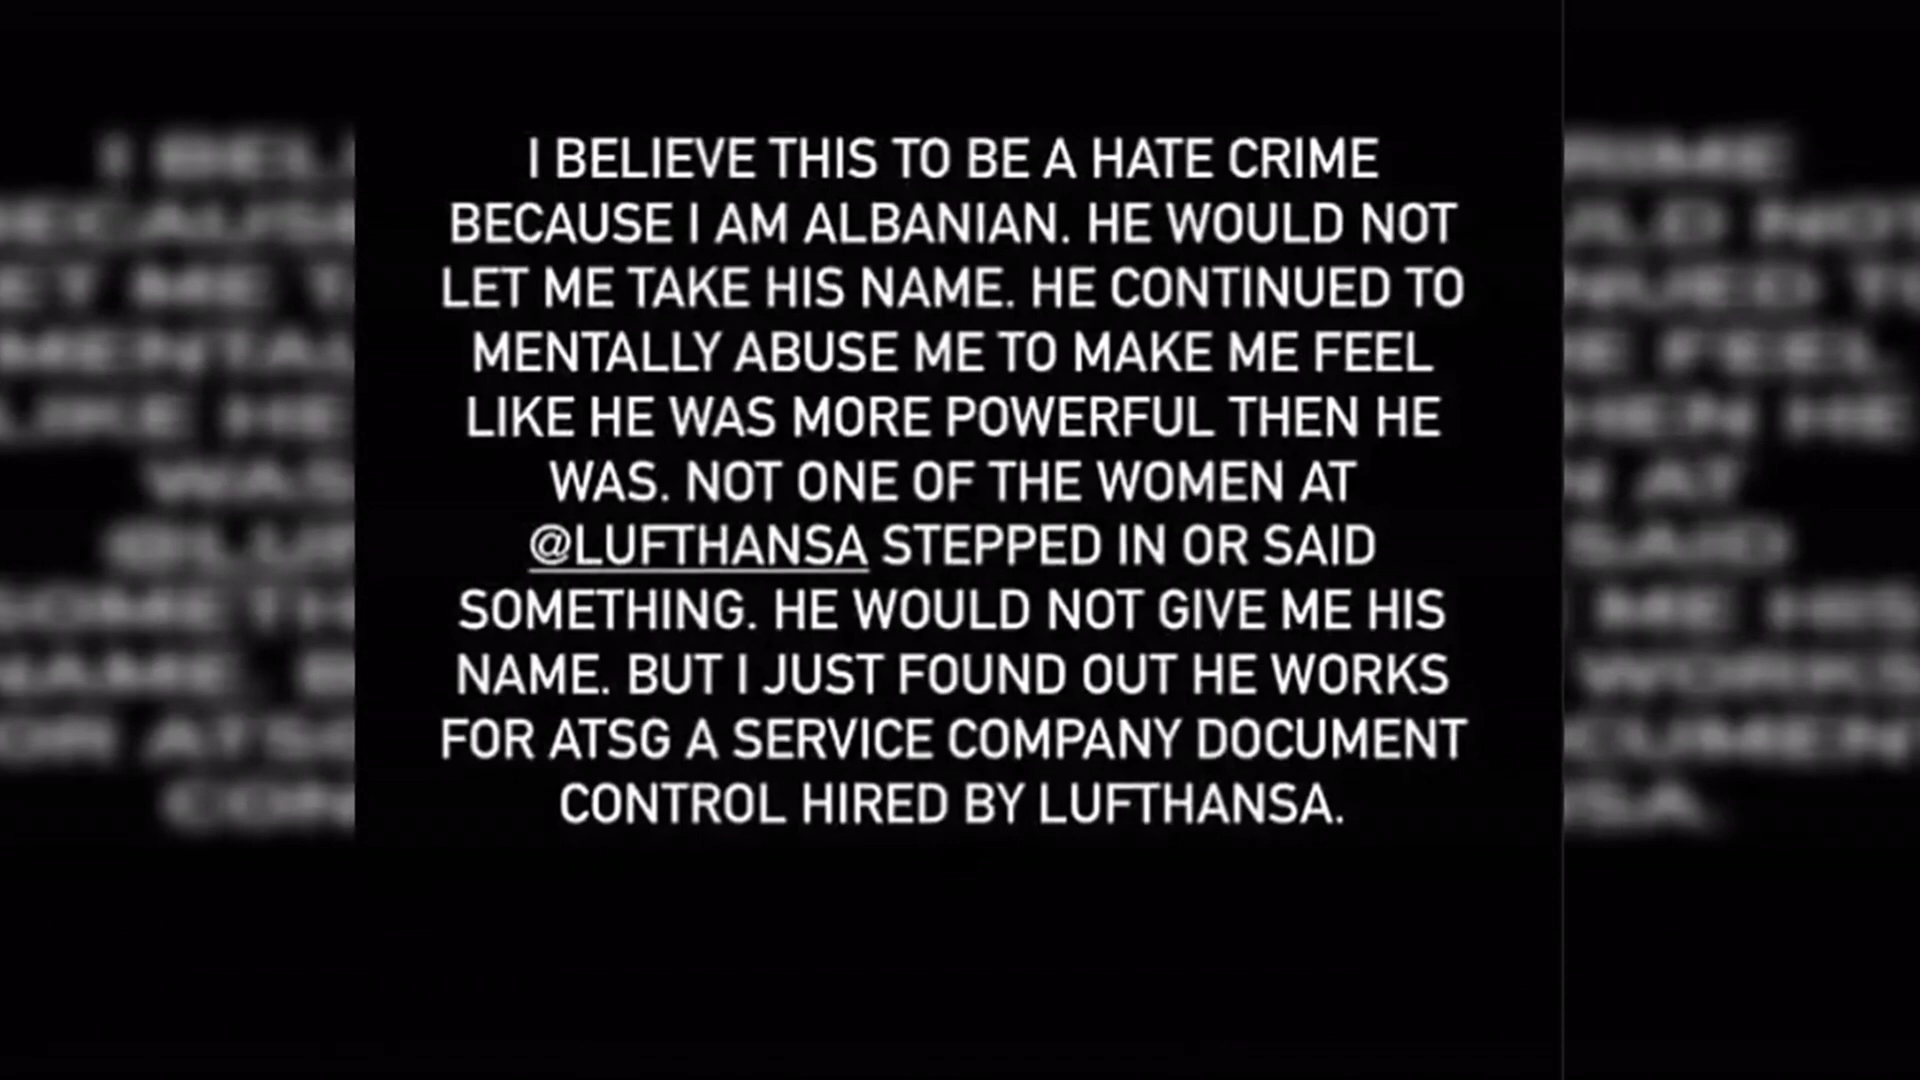 I BELIEVE THIS TO BE A HATE CRIME
BECAUSE I AM ALBANIAN. HE WOULD NOT
LET ME TAKE HIS NAME. HE CONTINUED TO
MENTALLY ABUSE ME TO MAKE ME FEEL
LIKE HE WAS MORE POWERFUL THEN HE
WAS. NOT ONE OF THE WOMEN AT
@LUFTHANSA STEPPED IN OR SAID
SOMETHING. HE WOULD NOT GIVE ME HIS
NAME. BUT I JUST FOUND OUT HE WORKS
FOR ATSG A SERVICE COMPANY DOCUMENT
CONTROL HIRED BY LUFTHANSA.